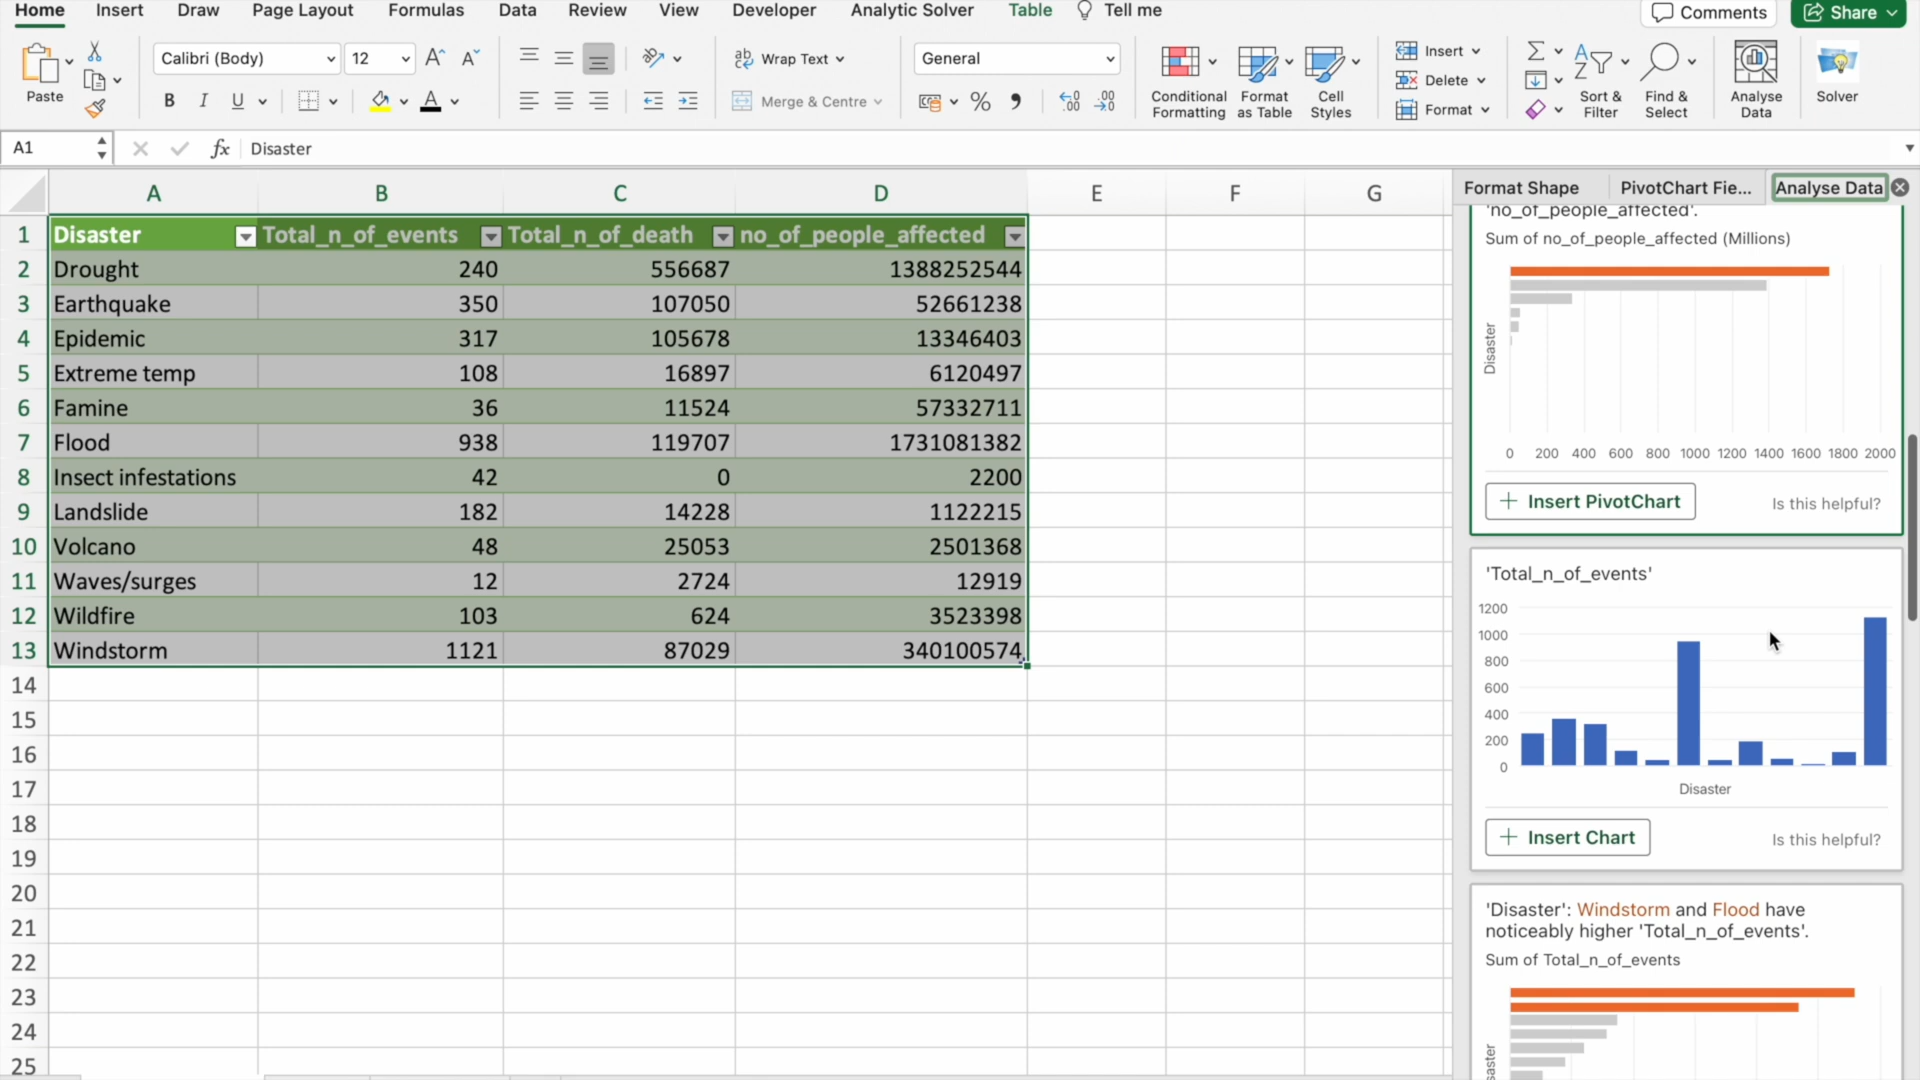 Home Insert Draw Page Layout Formulas Data Review View Developer Analytic Solver Table Tell me Comments Share
Paste
Calibri (Body) 12
B I U A
ab Wrap Text
Merge & Centre
General
%
Conditional Formatting
Format as Table
Cell Styles
Insert
Delete
Format
Sort & Filter
Find & Select
Analyse Data
Solver
A1 fx Disaster
A B C D E F G
1 Disaster Total_n_of_events Total_n_of_death no_of_people_affected
2 Drought 240 556687 1388252544
3 Earthquake 350 107050 52661238
4 Epidemic 317 105678 13346403
5 Extreme temp 108 16897 6120497
6 Famine 36 11524 57332711
7 Flood 938 119707 1731081382
8 Insect infestations 42 0 2200
9 Landslide 182 14228 1122215
10 Volcano 48 25053 2501368
11 Waves/surges 12 2724 12919
12 Wildfire 103 624 3523398
13 Windstorm 1121 87029 340100574
14
15
16
17
18
19
20
21
22
23
24
25
Format Shape PivotChart Fie... Analyse Data
'no_of_people_affected'.
Sum of no_of_people_affected (Millions)
Disaster
0 200 400 600 800 1000 1200 1400 1600 1800 2000
+ Insert PivotChart Is this helpful?
'Total_n_of_events'
1200
1000
800
600
400
200
0
Disaster
+ Insert Chart Is this helpful?
'Disaster': Windstorm and Flood have
noticeably higher 'Total_n_of_events'.
Sum of Total_n_of_events
saster